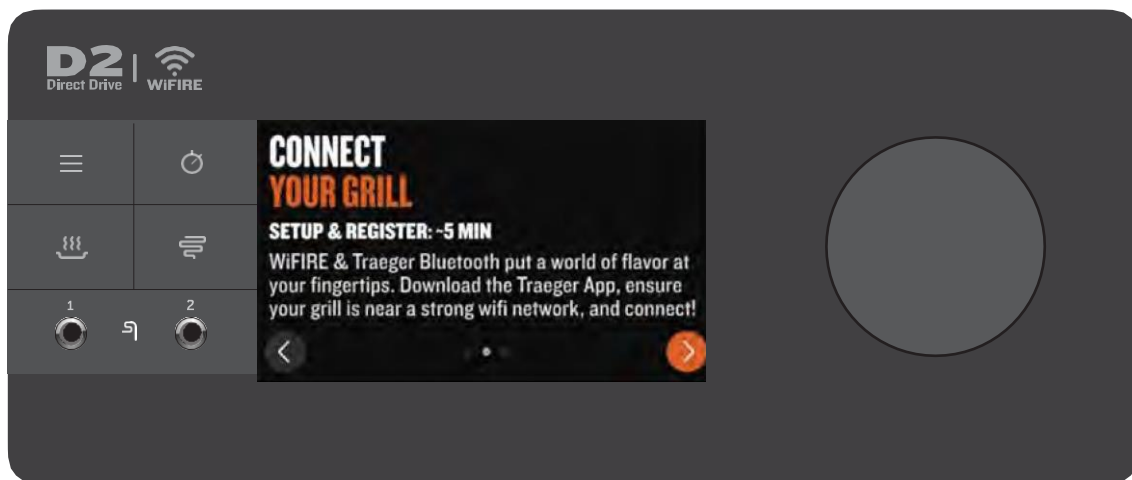 D2
Direct Drive
WiFIRE
1
2
CONNECT
YOUR GRILL
SETUP & REGISTER: ~5 MIN
WiFIRE & Traeger Bluetooth put a world of flavor at
your fingertips. Download the Traeger App, ensure
your grill is near a strong wifi network, and connect!